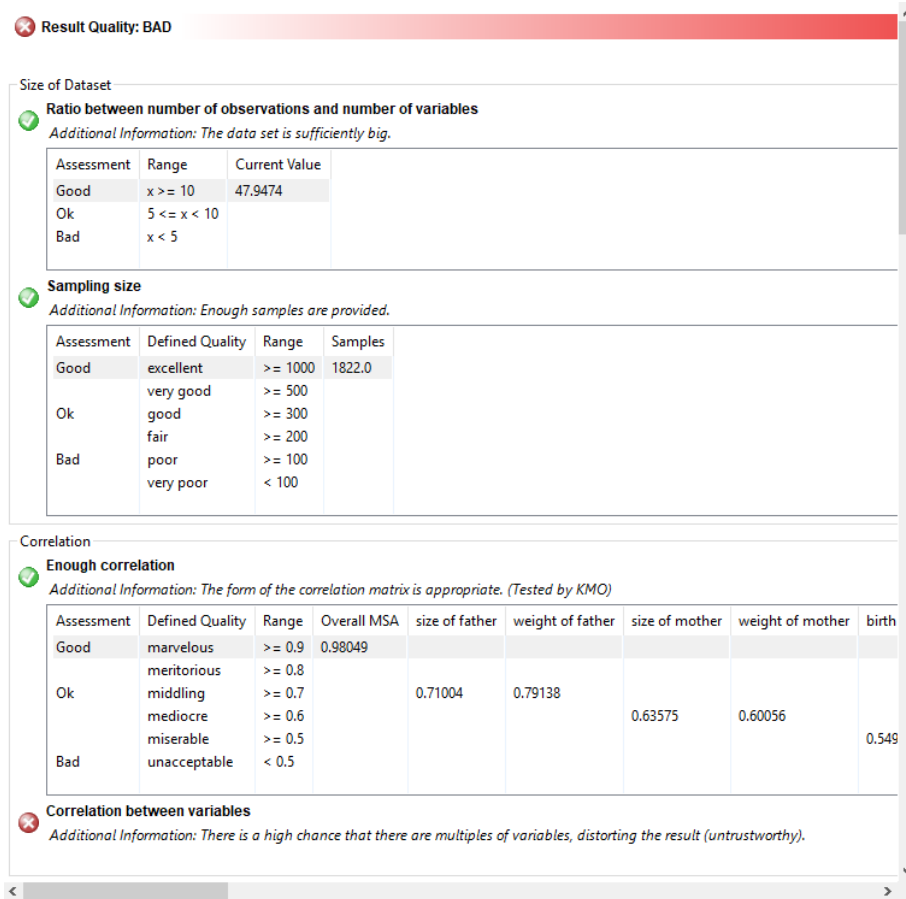 Result Quality: BAD
Size of Dataset
Ratio between number of observations and number of variables
Additional Information: The data set is sufficiently big.
Assessment Range Current Value
Good x >= 10 47.9474
Ok 5 <= x < 10
Bad x < 5
Sampling size
Additional Information: Enough samples are provided.
Assessment Defined Quality Range Samples
Good excellent >= 1000 1822.0
very good >= 500
Ok good >= 300
fair >= 200
Bad poor >= 100
very poor < 100
Correlation
Enough correlation
Additional Information: The form of the correlation matrix is appropriate. (Tested by KMO)
Assessment Defined Quality Range Overall MSA size of father weight of father size of mother weight of mother birth
Good marvelous >= 0.9 0.98049
meritorious >= 0.8
Ok middling >= 0.7 0.71004 0.79138
mediocre >= 0.6 0.63575 0.60056
miserable >= 0.5 0.549
Bad unacceptable < 0.5
Correlation between variables
Additional Information: There is a high chance that there are multiples of variables, distorting the result (untrustworthy).